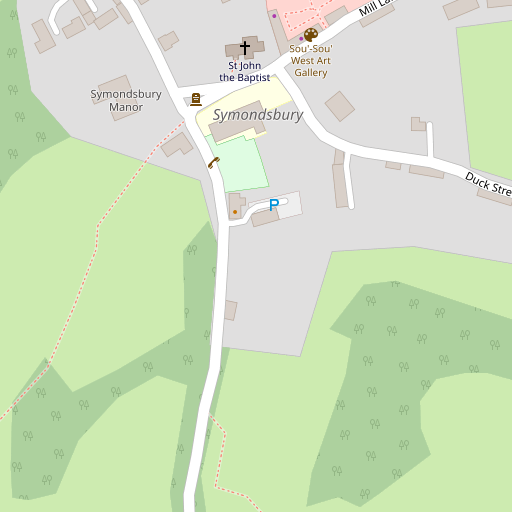 Mill La
Sou'-Sou'
West Art
Gallery
St John
the Baptist
Symondsbury
Manor
Symondsbury
Duck Stre
P